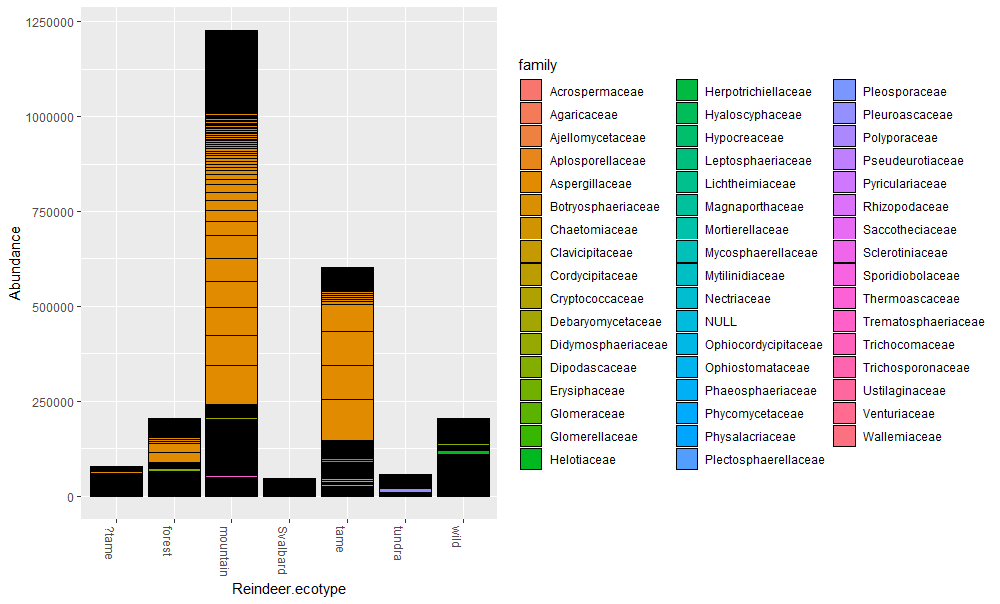 1250000
1000000
750000
500000
250000
0
Abundance
?tame
forest
mountain
Svalbard
tame
tundra
wild
Reindeer.ecotype
family
Acrospermaceae
Agaricaceae
Ajellomycetaceae
Aplosporellaceae
Aspergillaceae
Botryosphaeriaceae
Chaetomiaceae
Clavicipitaceae
Cordycipitaceae
Cryptococcaceae
Debaryomycetaceae
Didymosphaeriaceae
Dipodascaceae
Erysiphaceae
Glomeraceae
Glomerellaceae
Helotiaceae
Herpotrichiellaceae
Hyaloscyphaceae
Hypocreaceae
Leptosphaeriaceae
Lichtheimiaceae
Magnaporthaceae
Mortierellaceae
Mycosphaerellaceae
Mytilinidiaceae
Nectriaceae
NULL
Ophiocordycipitaceae
Ophiostomataceae
Phaeosphaeriaceae
Phycomycetaceae
Physalacriaceae
Plectosphaerellaceae
Pleosporaceae
Pleuroascaceae
Polyporaceae
Pseudeurotiaceae
Pyriculariaceae
Rhizopodaceae
Saccotheciaceae
Sclerotiniaceae
Sporidiobolaceae
Thermoascaceae
Trematosphaeriaceae
Trichocomaceae
Trichosporonaceae
Ustilaginaceae
Venturiaceae
Wallemiaceae